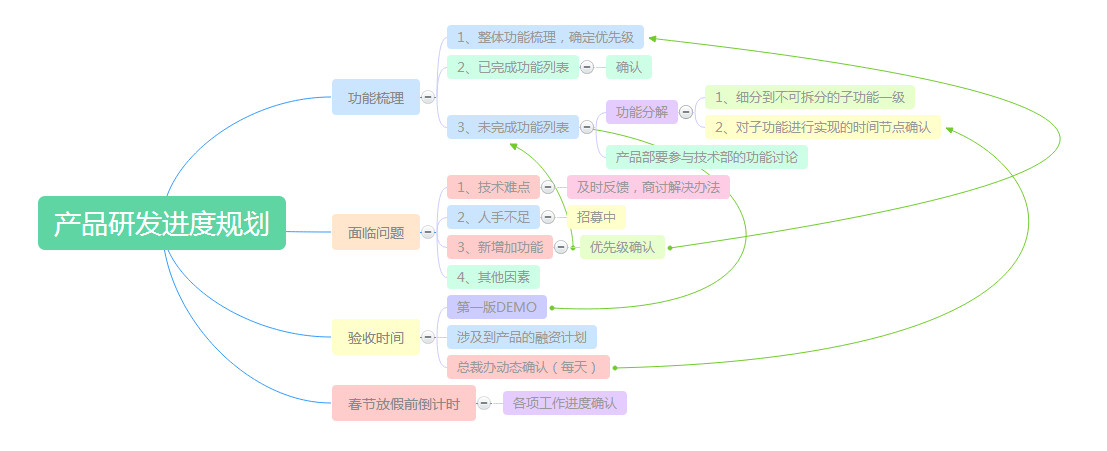 产品研发进度规划
功能梳理
1、整体功能梳理，确定优先级
2、已完成功能列表
确认
3、未完成功能列表
功能分解
1、细分到不可拆分的子功能一级
2、对子功能进行实现的时间节点确认
产品部要参与技术部的功能讨论
面临问题
1、技术难点
及时反馈，商讨解决办法
2、人手不足
招募中
3、新增加功能
优先级确认
4、其他因素
验收时间
第一版DEMO
涉及到产品的融资计划
总裁办动态确认（每天）
春节放假前倒计时
各项工作进度确认